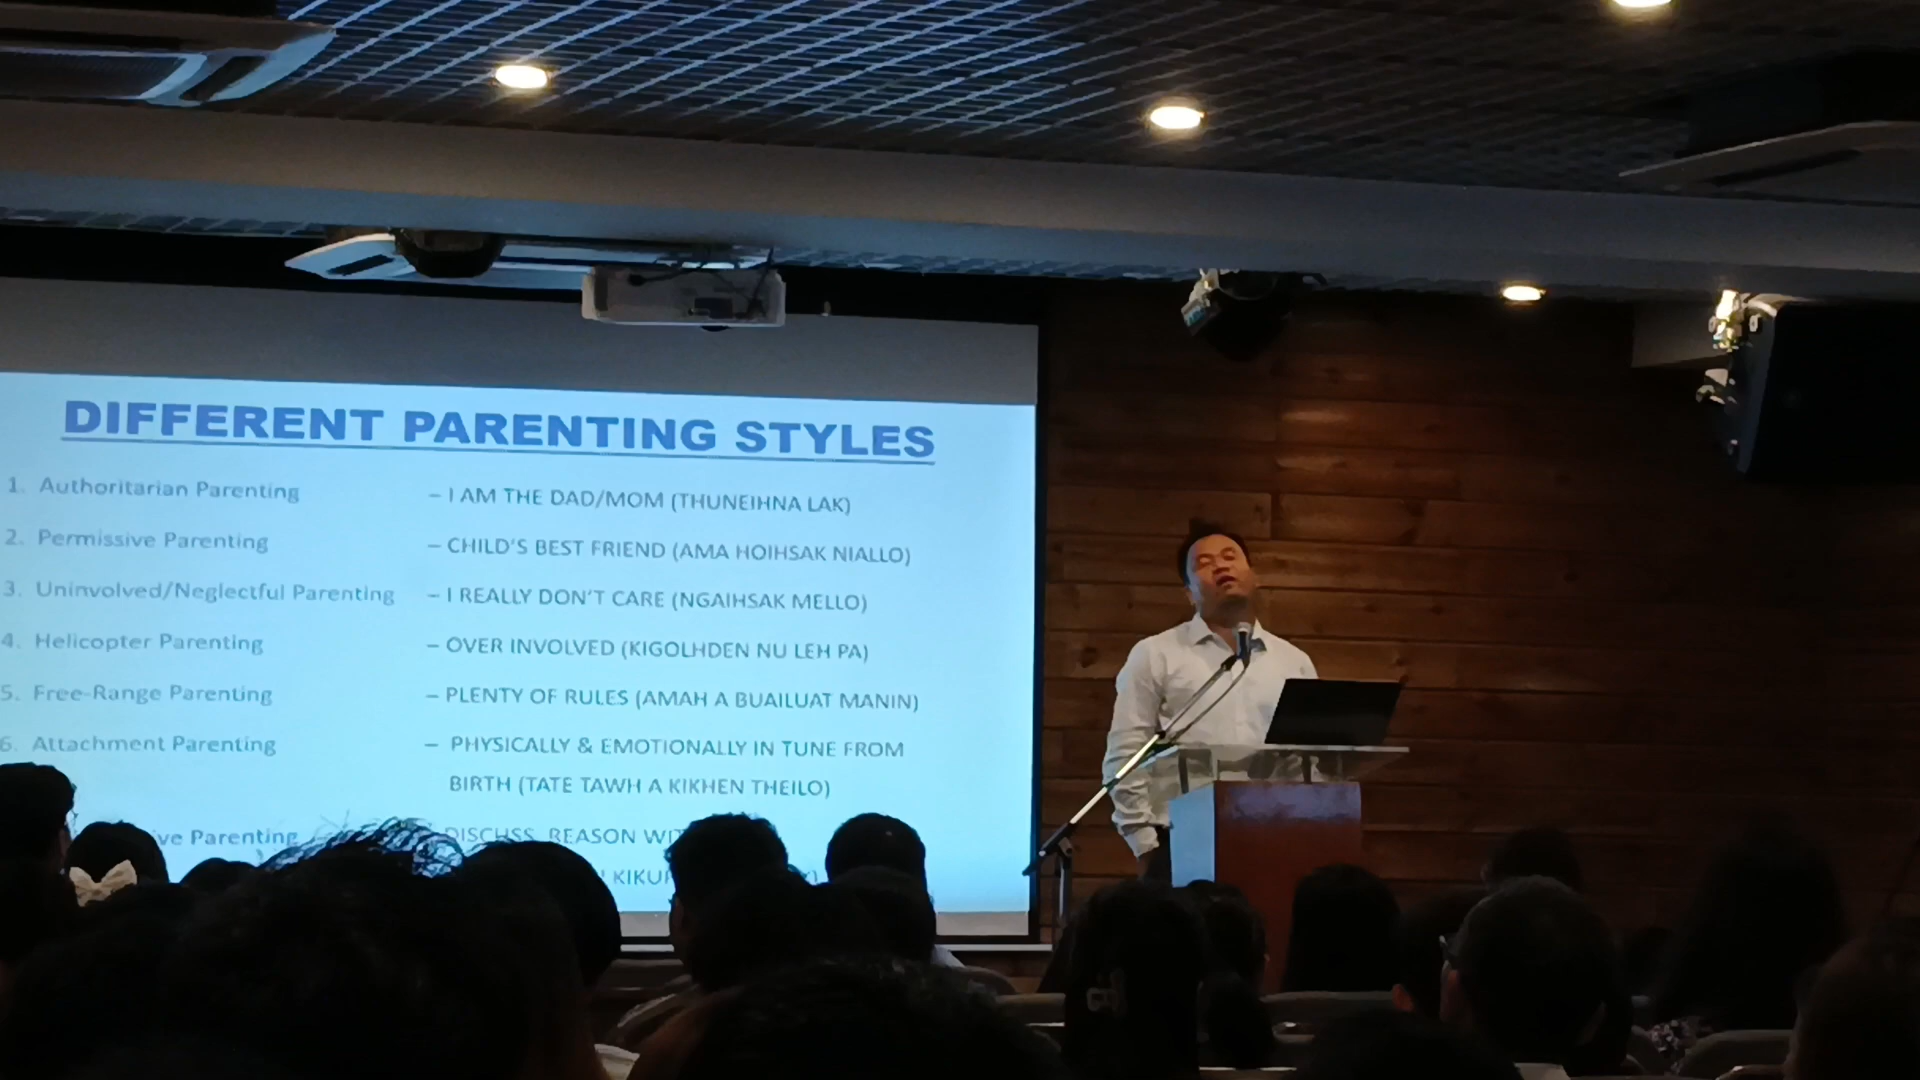 DIFFERENT PARENTING STYLES
1. Authoritarian Parenting – I AM THE DAD/MOM (THUNEIHNA LAK)
2. Permissive Parenting – CHILD'S BEST FRIEND (AMA HOIHSAK NIALLO)
3. Uninvolved/Neglectful Parenting – I REALLY DON'T CARE (NGAIHSAK MELLO)
4. Helicopter Parenting – OVER INVOLVED (KIGOLHDEN NU LEH PA)
5. Free-Range Parenting – PLENTY OF RULES (AMAH A BUAILUAT MANIN)
6. Attachment Parenting – PHYSICALLY & EMOTIONALLY IN TUNE FROM
BIRTH (TATE TAWH A KIKHEN THEILO)
Parenting REASON